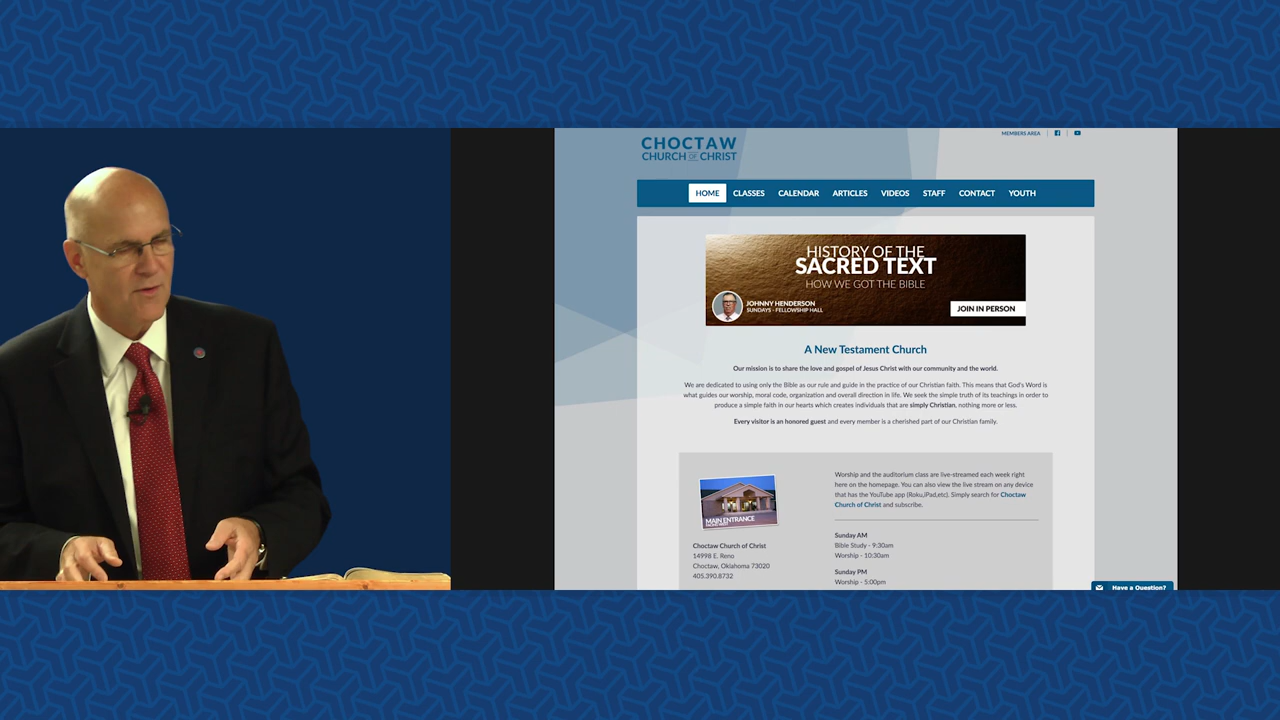 CHOCTAW
CHURCH OF CHRIST
MEMBERS AREA
HOME CLASSES CALENDAR ARTICLES VIDEOS STAFF CONTACT YOUTH
HISTORY OF THE
SACRED TEXT
HOW WE GOT THE BIBLE
JOHNNY HENDERSON
SUNDAYS - FELLOWSHIP HALL
JOIN IN PERSON
A New Testament Church
Our mission is to share the love and gospel of Jesus Christ with our community and the world.
We are dedicated to using only the Bible as our rule and guide in the practice of our Christian faith. This means that God's Word is
what guides our worship, moral code, organization and overall direction in life. We seek the simple truth of its teachings in order to
produce a simple faith in our hearts which creates individuals that are simply Christian, nothing more or less.
Every visitor is an honored guest and every member is a cherished part of our Christian family.
MAIN ENTRANCE
Choctaw Church of Christ
14998 E. Reno
Choctaw, Oklahoma 73020
405.390.8732
Worship and the auditorium class are live-streamed each week right
here on the homepage. You can also view the live stream on any device
that has the YouTube app (Roku,iPad,etc). Simply search for Choctaw
Church of Christ and subscribe.
Sunday AM
Bible Study - 9:30am
Worship - 10:30am
Sunday PM
Worship - 5:00pm
Have a Question?